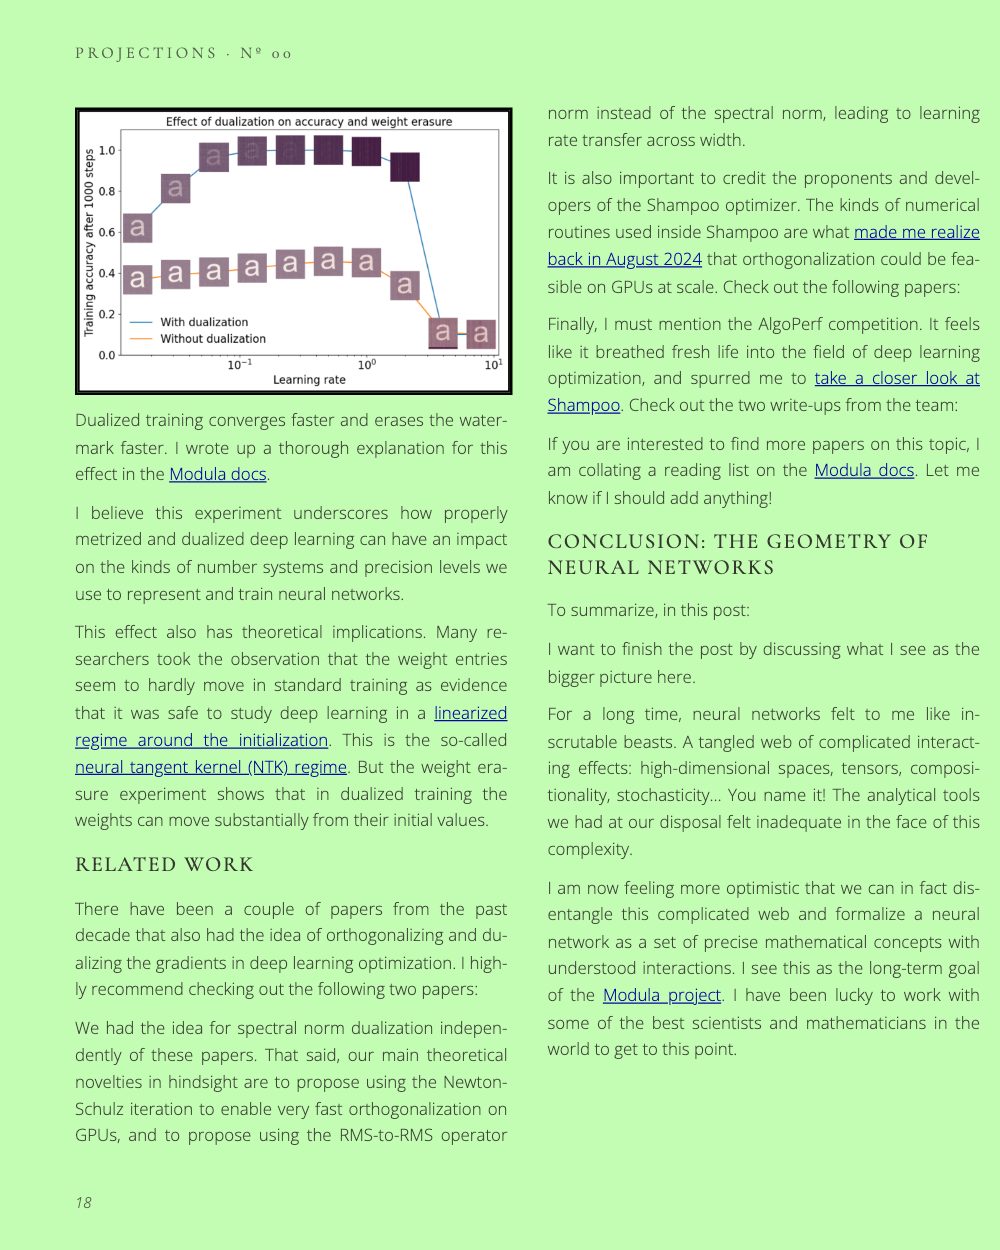 PROJECTIONS · Nº 00
Effect of dualization on accuracy and weight erasure
Training accuracy after 1000 steps
1.0
0.8
0.6
0.4
0.2
0.0
a
a
a
a
a
a
a
a
a
a
a
a
a
With dualization
Without dualization
10⁻¹
10⁰
10¹
Learning rate
Dualized training converges faster and erases the water-
mark faster. I wrote up a thorough explanation for this
effect in the Modula docs.
I believe this experiment underscores how properly
metrized and dualized deep learning can have an impact
on the kinds of number systems and precision levels we
use to represent and train neural networks.
This effect also has theoretical implications. Many re-
searchers took the observation that the weight entries
seem to hardly move in standard training as evidence
that it was safe to study deep learning in a linearized
regime around the initialization. This is the so-called
neural tangent kernel (NTK) regime. But the weight era-
sure experiment shows that in dualized training the
weights can move substantially from their initial values.
RELATED WORK
There have been a couple of papers from the past
decade that also had the idea of orthogonalizing and du-
alizing the gradients in deep learning optimization. I high-
ly recommend checking out the following two papers:
We had the idea for spectral norm dualization indepen-
dently of these papers. That said, our main theoretical
novelties in hindsight are to propose using the Newton-
Schulz iteration to enable very fast orthogonalization on
GPUs, and to propose using the RMS-to-RMS operator
norm instead of the spectral norm, leading to learning
rate transfer across width.
It is also important to credit the proponents and devel-
opers of the Shampoo optimizer. The kinds of numerical
routines used inside Shampoo are what made me realize
back in August 2024 that orthogonalization could be fea-
sible on GPUs at scale. Check out the following papers:
Finally, I must mention the AlgoPerf competition. It feels
like it breathed fresh life into the field of deep learning
optimization, and spurred me to take a closer look at
Shampoo. Check out the two write-ups from the team:
If you are interested to find more papers on this topic, I
am collating a reading list on the Modula docs. Let me
know if I should add anything!
CONCLUSION: THE GEOMETRY OF
NEURAL NETWORKS
To summarize, in this post:
I want to finish the post by discussing what I see as the
bigger picture here.
For a long time, neural networks felt to me like in-
scrutable beasts. A tangled web of complicated interact-
ing effects: high-dimensional spaces, tensors, composi-
tionality, stochasticity... You name it! The analytical tools
we had at our disposal felt inadequate in the face of this
complexity.
I am now feeling more optimistic that we can in fact dis-
entangle this complicated web and formalize a neural
network as a set of precise mathematical concepts with
understood interactions. I see this as the long-term goal
of the Modula project. I have been lucky to work with
some of the best scientists and mathematicians in the
world to get to this point.
18